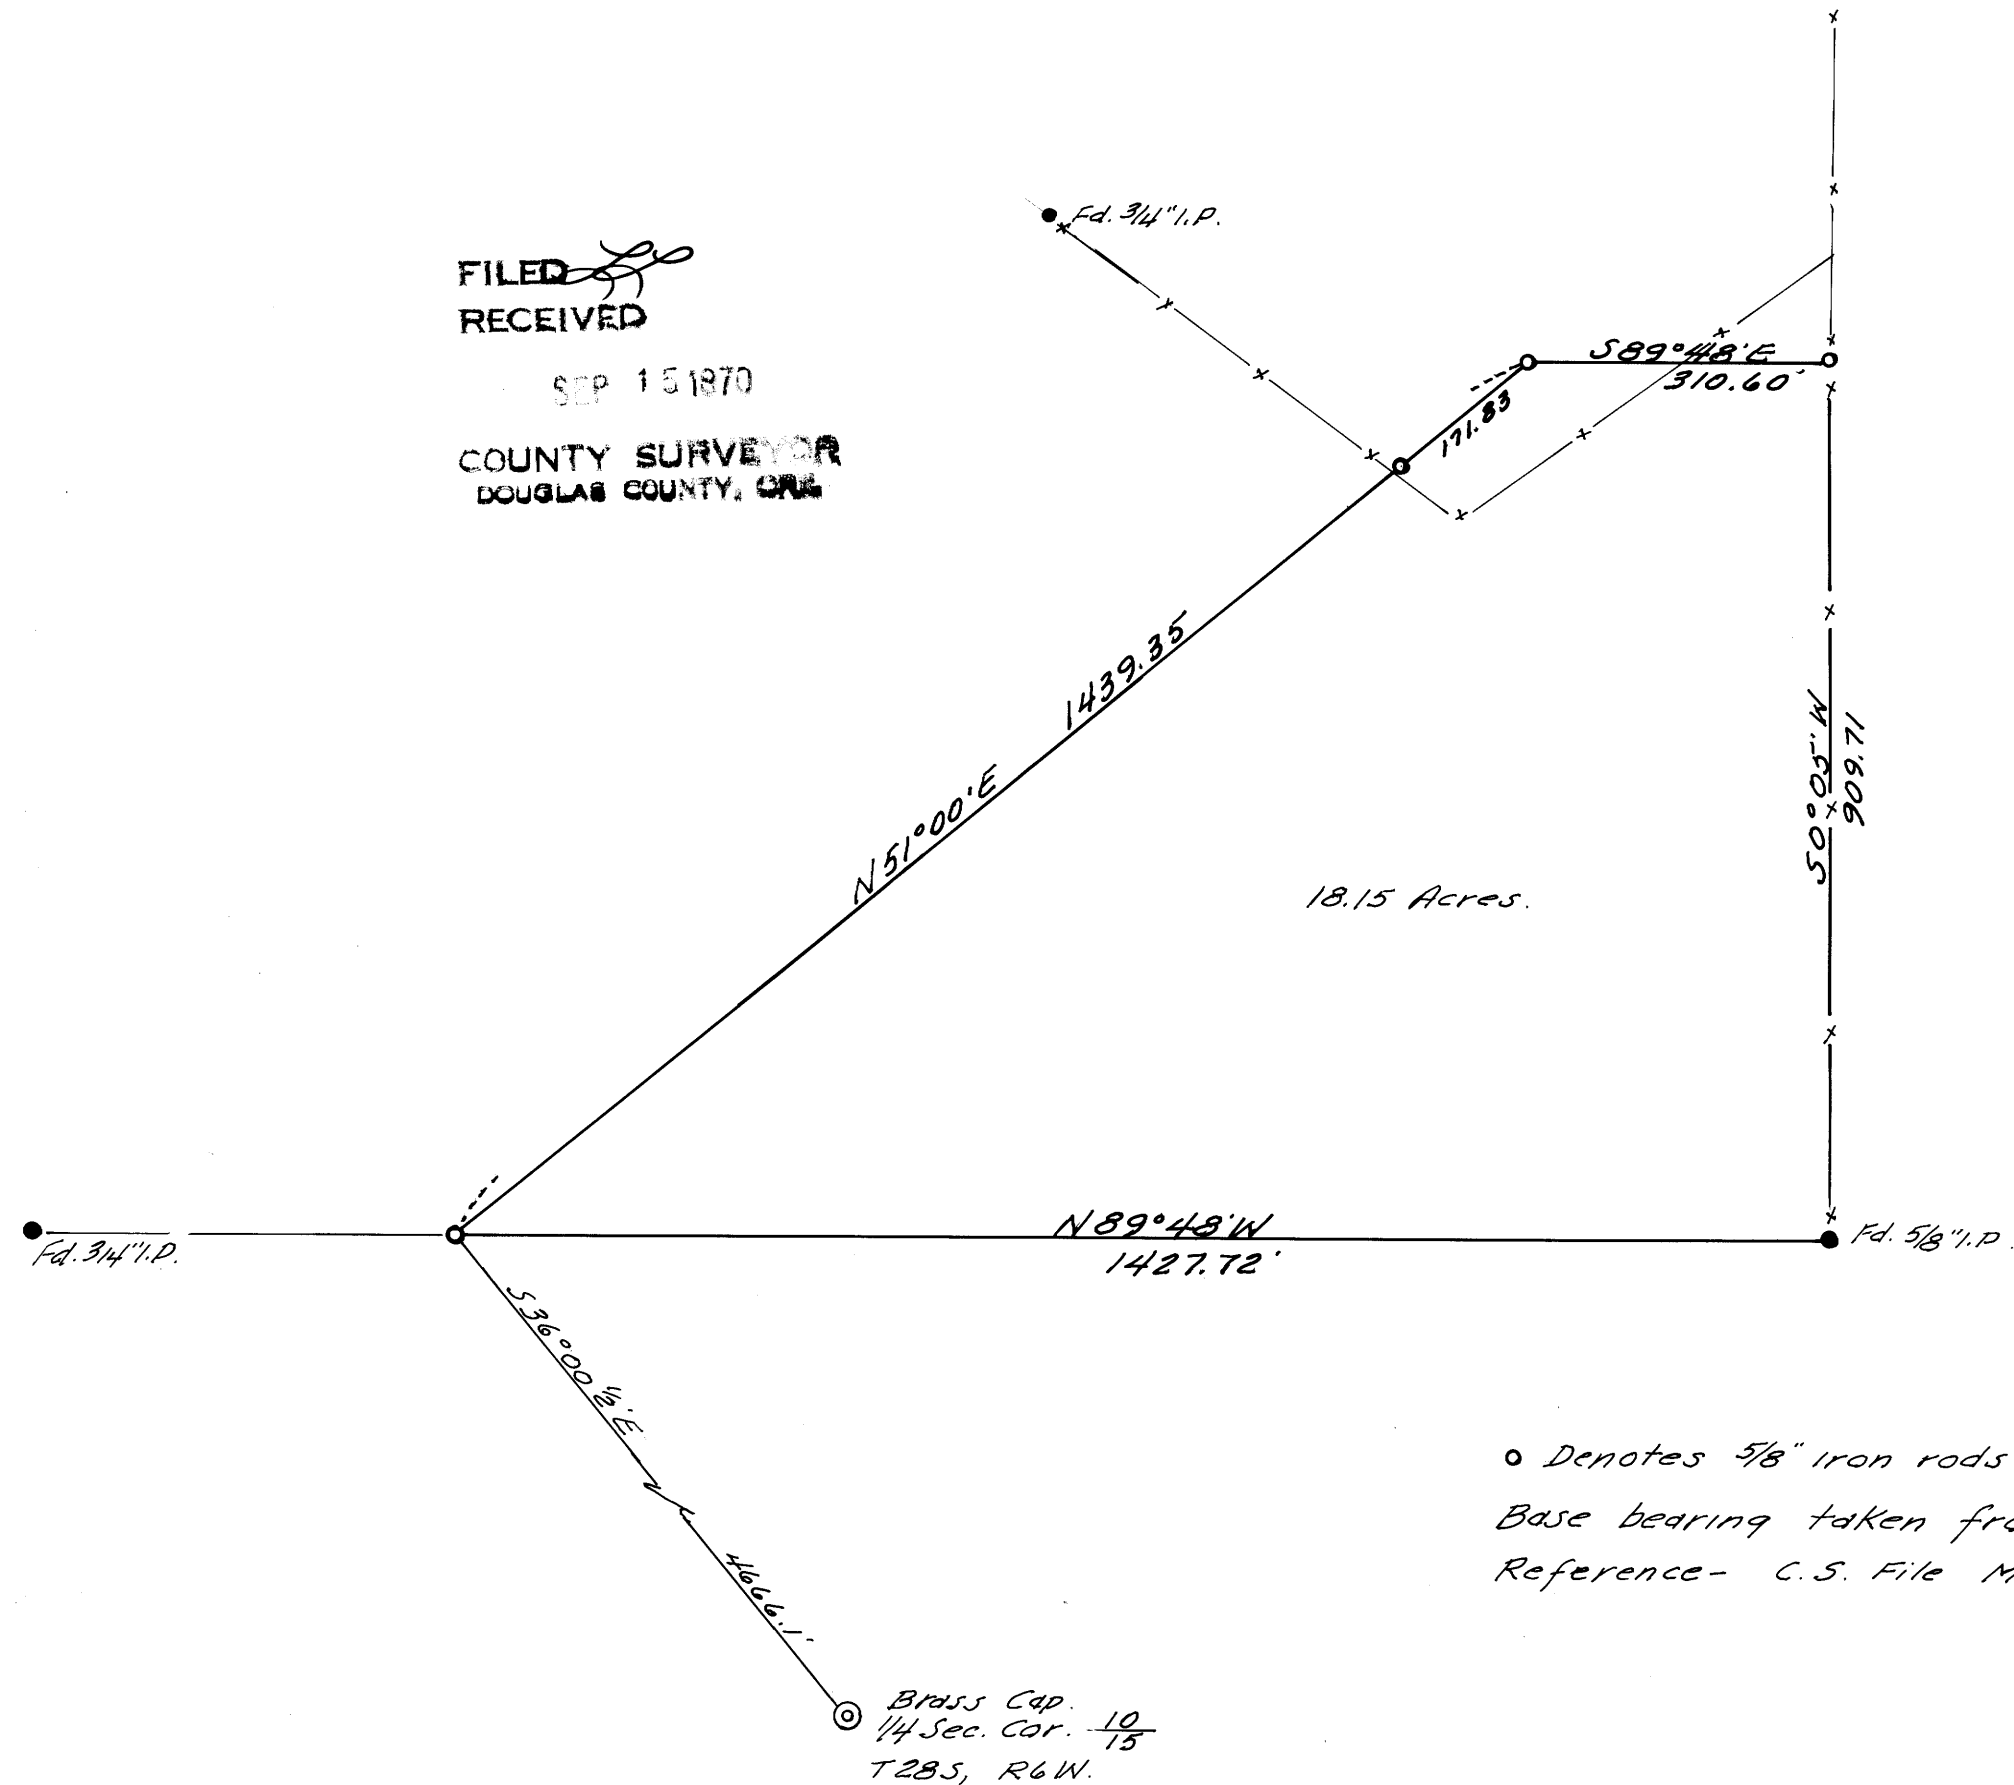 Fd. 3/4" I.P.
FILED
RECEIVED
SEP 15 1970
COUNTY SURVEYOR
DOUGLAS COUNTY, ORE.
S89°48'E
310.60'
171.83
1439.35
N51°00'E
S0°05'W
909.71
18.15 Acres.
N89°48'W
1427.72'
Fd. 3/4" I.P.
Fd. 5/8" I.P.
S36°00½'E
4666.1'
Denotes 5/8" iron rods
Base bearing taken
Reference- C.S. File
Brass Cap.
1/4 Sec. Cor. 10/15
T28S, R6W.